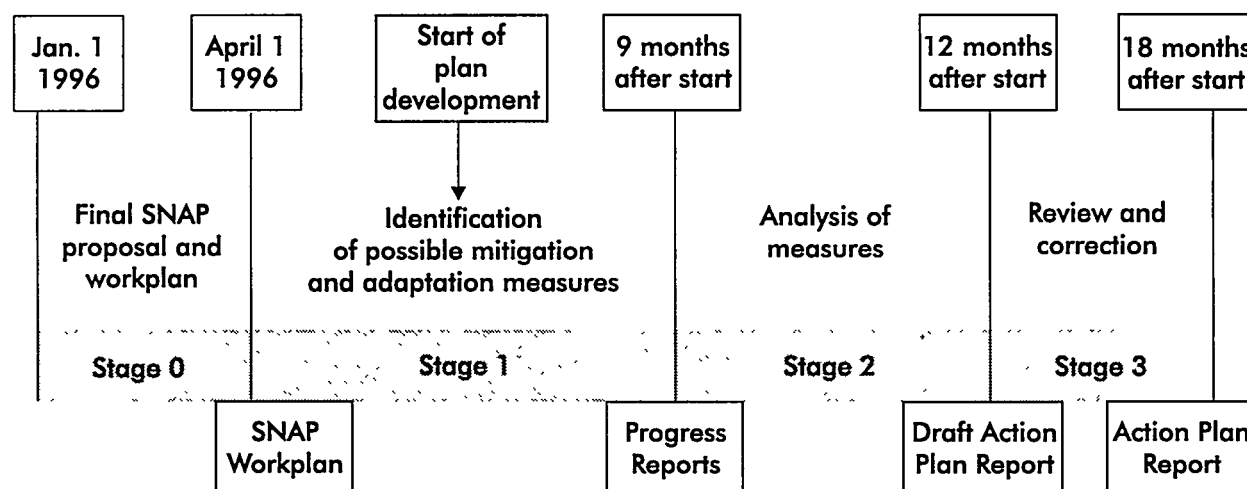 Jan. 1
1996
April 1
1996
Start of
plan
development
9 months
after start
12 months
after start
18 months
after start
Final SNAP
proposal and
workplan
Identification
of possible mitigation
and adaptation measures
Analysis of
measures
Review and
correction
Stage 0
Stage 1
Stage 2
Stage 3
SNAP
Workplan
Progress
Reports
Draft Action
Plan Report
Action Plan
Report